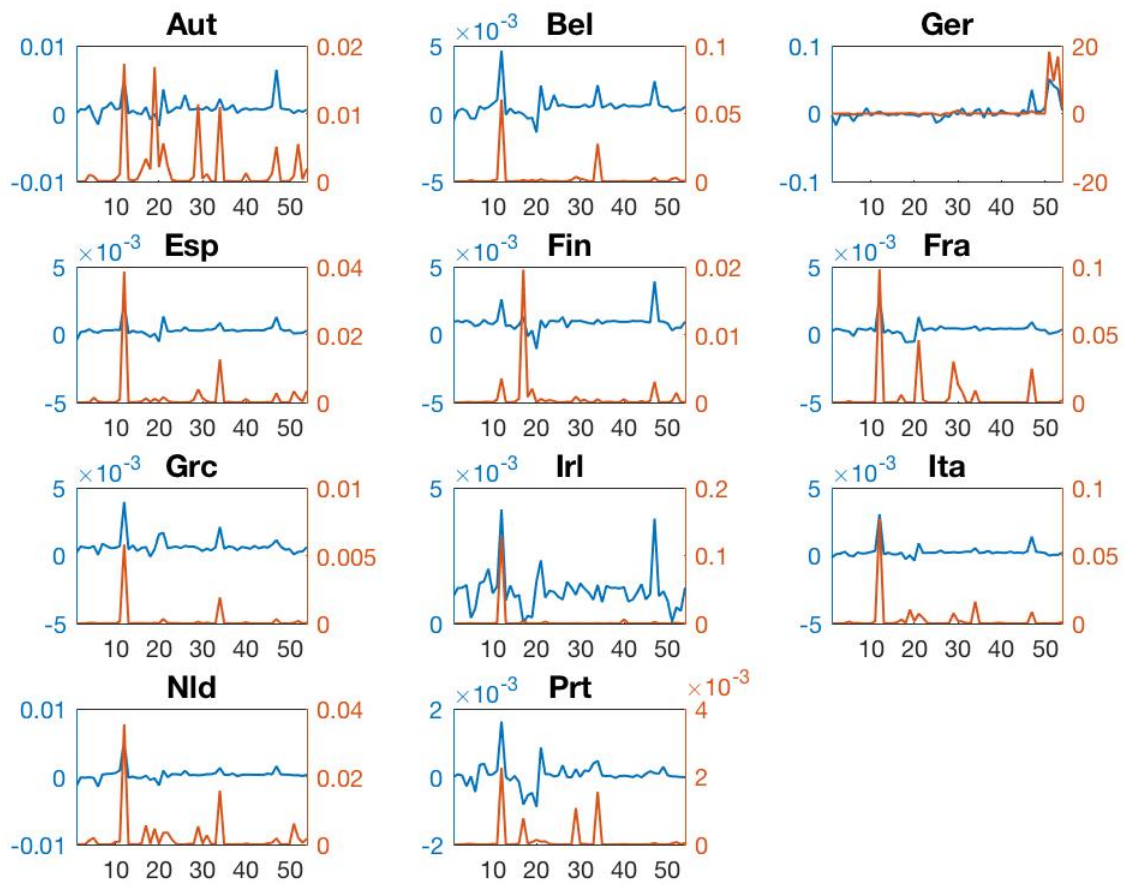 Aut Bel Ger
0.01 0.02 5 ×10⁻³ 0.1 0.1 20
0 0.01 0 0.05 0 0
-0.01 0 -5 0 -0.1 -20
10 20 30 40 50 10 20 30 40 50 10 20 30 40 50
Esp Fin Fra
5 ×10⁻³ 0.04 5 ×10⁻³ 0.02 5 ×10⁻³ 0.1
0 0.02 0 0.01 0 0.05
-5 0 -5 0 -5 0
10 20 30 40 50 10 20 30 40 50 10 20 30 40 50
Grc Irl Ita
5 ×10⁻³ 0.01 5 ×10⁻³ 0.2 5 ×10⁻³ 0.1
0 0.005 0.1 0 0.05
-5 0 0 0 -5 0
10 20 30 40 50 10 20 30 40 50 10 20 30 40 50
Nld Prt
0.01 0.04 2 ×10⁻³ 4 ×10⁻³
0 0.02 0 2
-0.01 0 -2 0
10 20 30 40 50 10 20 30 40 50